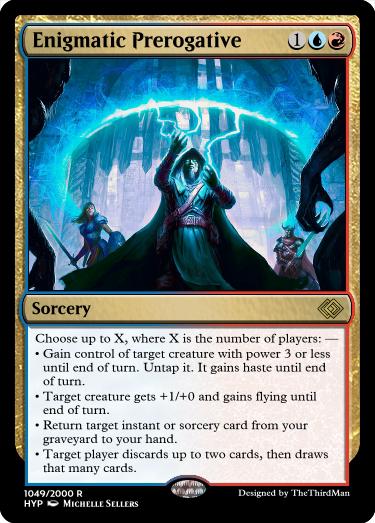 Enigmatic Prerogative 1
Sorcery
Choose up to X, where X is the number of players: —
• Gain control of target creature with power 3 or less
until end of turn. Untap it. It gains haste until end
of turn.
• Target creature gets +1/+0 and gains flying until
end of turn.
• Return target instant or sorcery card from your
graveyard to your hand.
• Target player discards up to two cards, then draws
that many cards.
1049/2000 R
HYP Michelle Sellers
Designed by TheThirdMan